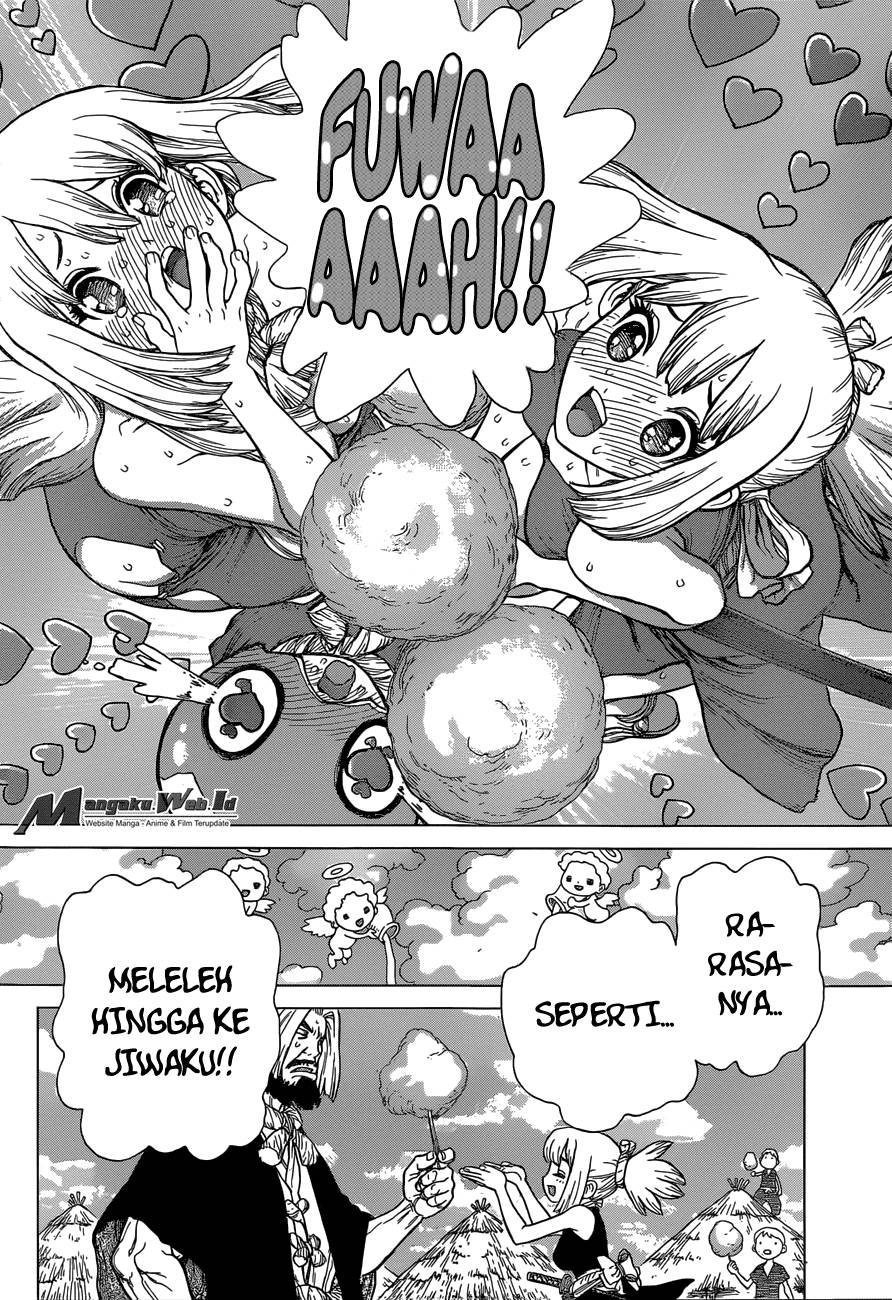 FUWAA
AAAH!!
Mangaku.Web.Id
Website Manga - Anime & Film Terupdate
RA-
RASA-
NYA...
SEPERTI...
MELELEH
HINGGA KE
JIWAKU!!